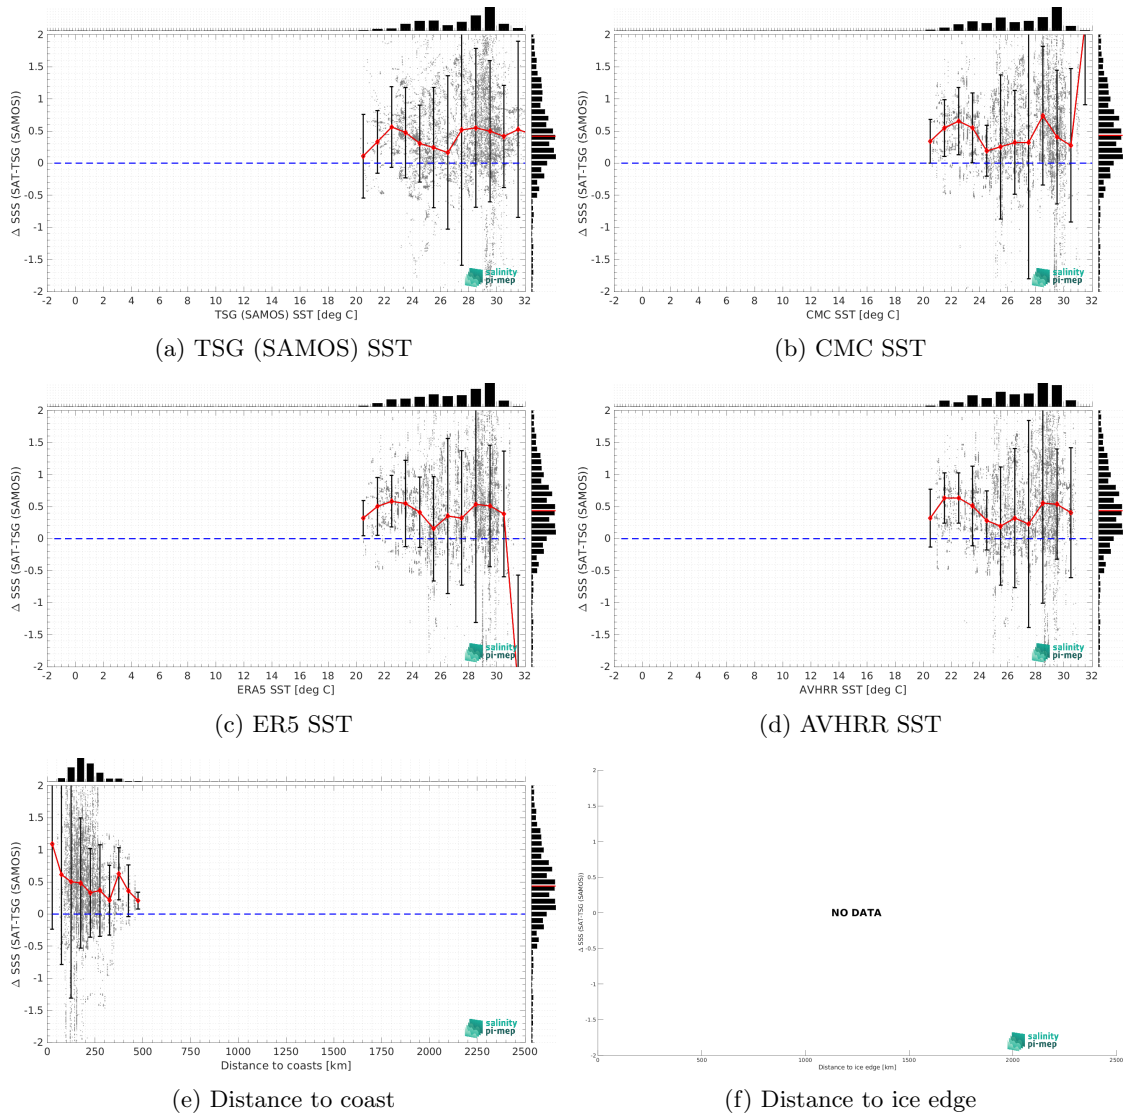 2
1.5
1
0.5
0
-0.5
-1
-1.5
-2
Δ SSS (SAT-TSG (SAMOS))
-2 0 2 4 6 8 10 12 14 16 18 20 22 24 26 28 30 32
TSG (SAMOS) SST [deg C]
salinity
pi-mep
(a) TSG (SAMOS) SST
2
1.5
1
0.5
0
-0.5
-1
-1.5
-2
Δ SSS (SAT-TSG (SAMOS))
-2 0 2 4 6 8 10 12 14 16 18 20 22 24 26 28 30 32
CMC SST [deg C]
salinity
pi-mep
(b) CMC SST
2
1.5
1
0.5
0
-0.5
-1
-1.5
-2
Δ SSS (SAT-TSG (SAMOS))
-2 0 2 4 6 8 10 12 14 16 18 20 22 24 26 28 30 32
ERA5 SST [deg C]
salinity
pi-mep
(c) ER5 SST
2
1.5
1
0.5
0
-0.5
-1
-1.5
-2
Δ SSS (SAT-TSG (SAMOS))
-2 0 2 4 6 8 10 12 14 16 18 20 22 24 26 28 30 32
AVHRR SST [deg C]
salinity
pi-mep
(d) AVHRR SST
2
1.5
1
0.5
0
-0.5
-1
-1.5
-2
Δ SSS (SAT-TSG (SAMOS))
0 250 500 750 1000 1250 1500 1750 2000 2250 2500
Distance to coasts [km]
salinity
pi-mep
(e) Distance to coast
2
1.5
1
0.5
0
-0.5
-1
-1.5
-2
Δ SSS (SAT-TSG (SAMOS))
NO DATA
0 500 1000 1500 2000 2500
Distance to ice edge [km]
salinity
pi-mep
(f) Distance to ice edge